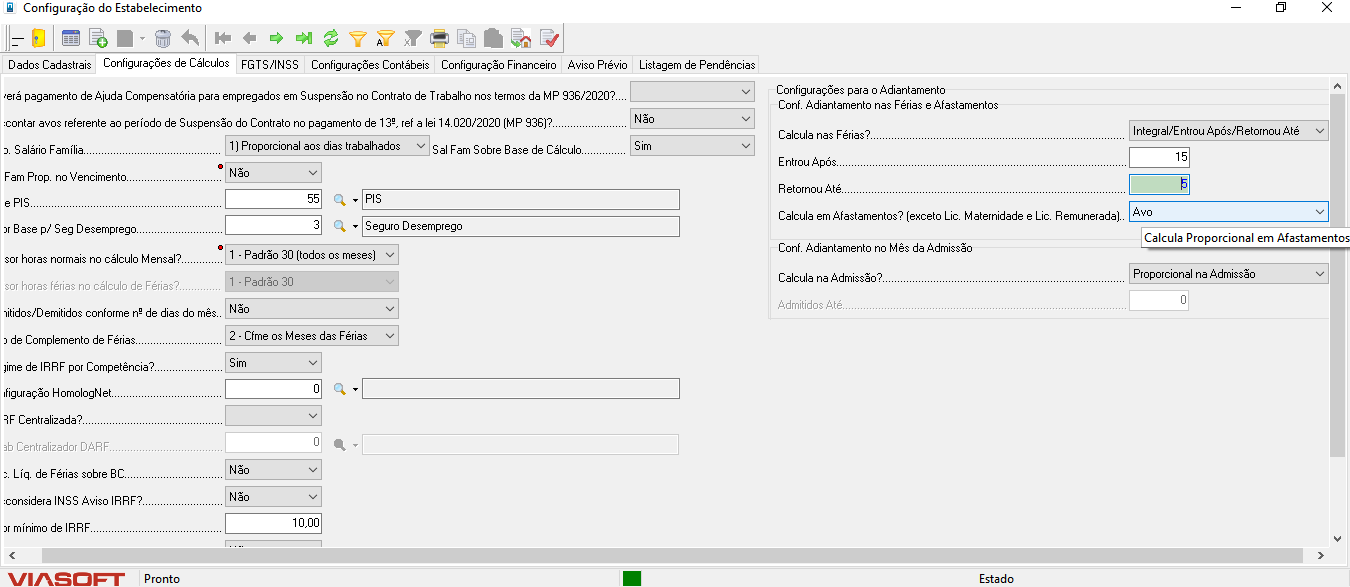 Configuração do Estabelecimento
Dados Cadastrais Configurações de Cálculos FGTS/INSS Configurações Contábeis Configuração Financeiro Aviso Prévio Listagem de Pendências
verá pagamento de Ajuda Compensatória para empregados em Suspensão no Contrato de Trabalho nos termos da MP 936/2020?....
contar avos referente ao período de Suspensão do Contrato no pagamento de 13º, ref a lei 14.020/2020 (MP 936)?.................... Não
o. Salário Família.......................................... 1) Proporcional aos dias trabalhados Sal Fam Sobre Base de Cálculo............... Sim
Fam Prop. no Vencimento............................. Não
e PIS............................................................ 55 PIS
or Base p/ Seg Desemprego............................ 3 Seguro Desemprego
sor horas normais no cálculo Mensal?.............. 1 - Padrão 30 (todos os meses)
sor horas férias no cálculo de Férias?............... 1 - Padrão 30
nitidos/Demitidos conforme nº de dias do mês.. Não
o de Complemento de Férias........................... 2 - Cfme os Meses das Férias
gime de IRRF por Competência?...................... Sim
nfiguração HomologNet.................................. 0
RF Centralizada?............................................
ab Centralizador DARF.................................... 0
c. Líq. de Férias sobre BC................................ Não
econsidera INSS Aviso IRRF?.......................... Não
or mínimo de IRRF.......................................... 10,00
Configurações para o Adiantamento
Conf. Adiantamento nas Férias e Afastamentos
Calcula nas Férias?.................................................................... Integral/Entrou Após/Retornou Até
Entrou Após............................................................................... 15
Retornou Até............................................................................. 5
Calcula em Afastamentos? (exceto Lic. Maternidade e Lic. Remunerada).. Avo
Calcula Proporcional em Afastamentos
Conf. Adiantamento no Mês da Admissão
Calcula na Admissão?................................................................. Proporcional na Admissão
Admitidos Até............................................................................ 0
VIASOFT Pronto Estado